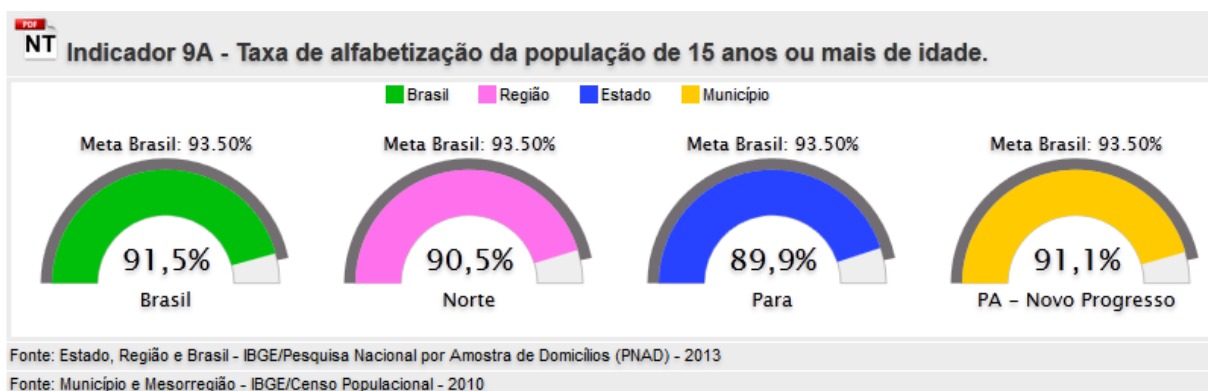 PDF
NT
Indicador 9A - Taxa de alfabetização da população de 15 anos ou mais de idade.
Brasil Região Estado Município
Meta Brasil: 93.50% Meta Brasil: 93.50% Meta Brasil: 93.50% Meta Brasil: 93.50%
91,5% 90,5% 89,9% 91,1%
Brasil Norte Para PA – Novo Progresso
Fonte: Estado, Região e Brasil - IBGE/Pesquisa Nacional por Amostra de Domicílios (PNAD) - 2013
Fonte: Município e Mesorregião - IBGE/Censo Populacional - 2010